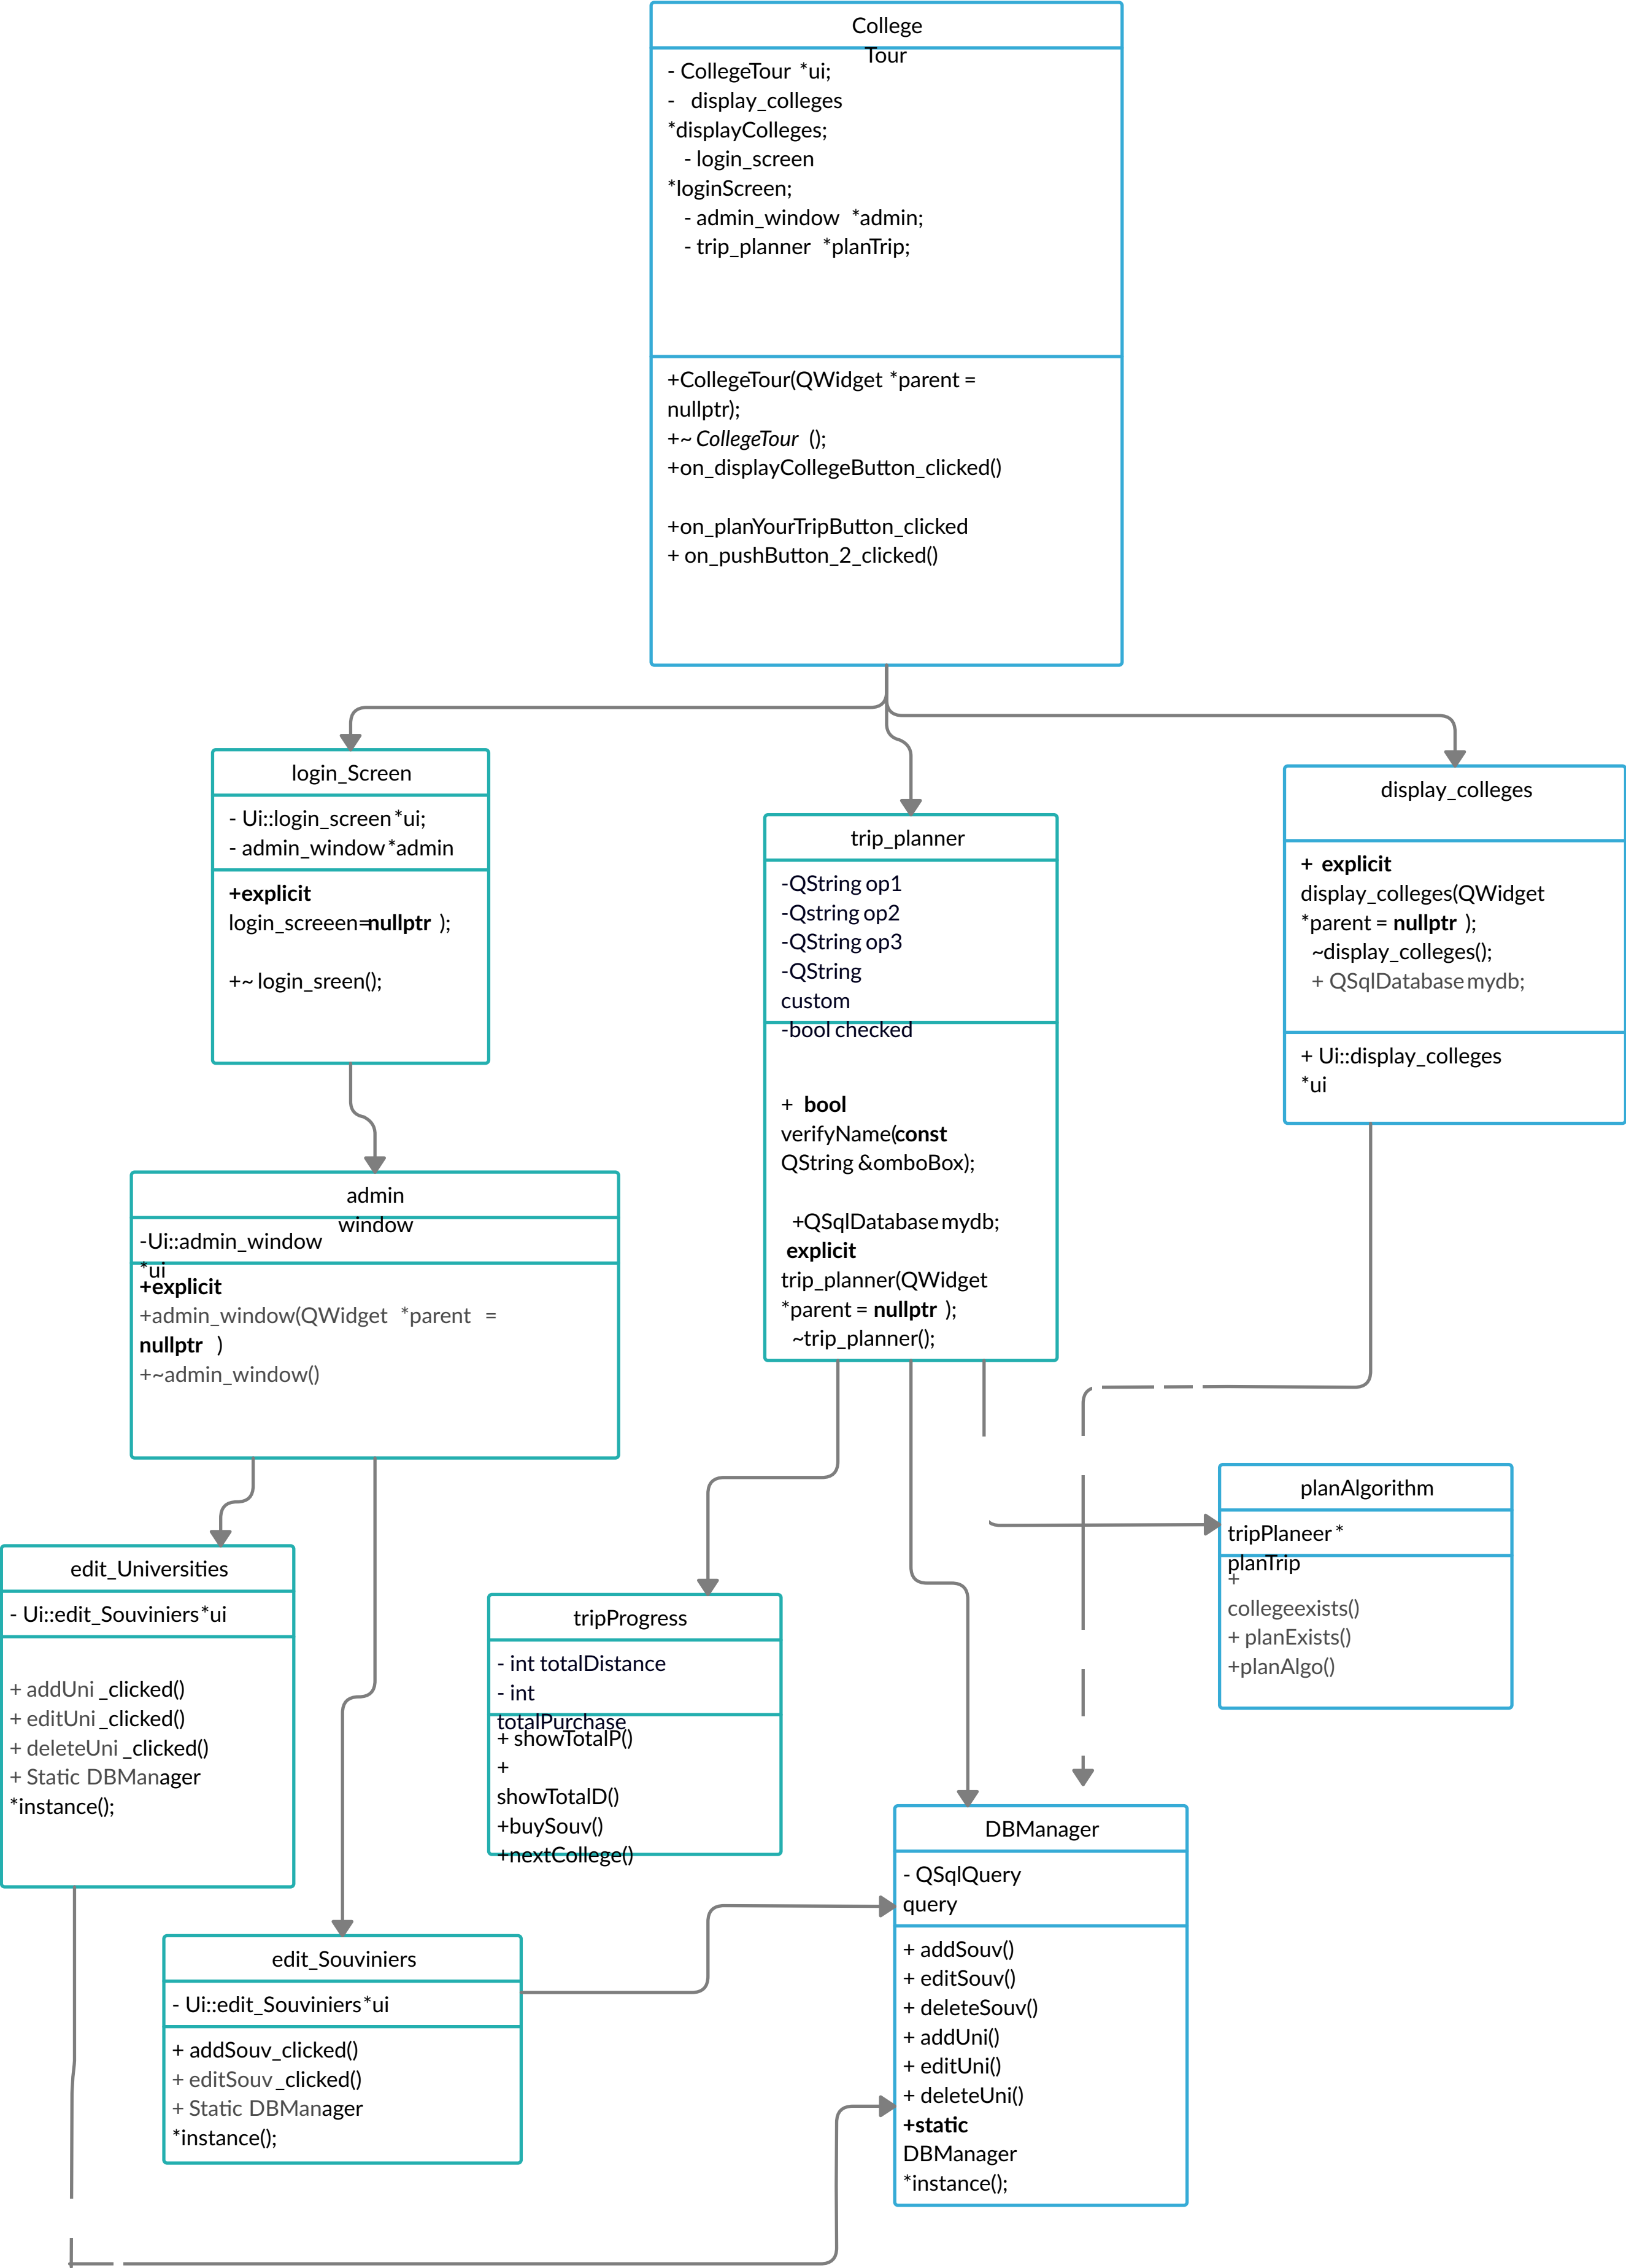 College
Tour
- CollegeTour *ui;
- display_colleges
*displayColleges;
- login_screen
*loginScreen;
- admin_window *admin;
- trip_planner *planTrip;
+CollegeTour(QWidget *parent =
nullptr);
+~ CollegeTour ();
+on_displayCollegeButton_clicked()
+on_planYourTripButton_clicked
+ on_pushButton_2_clicked()
login_Screen
- Ui::login_screen *ui;
- admin_window *admin
+explicit
login_screeen=nullptr );
+~ login_sreen();
trip_planner
-QString op1
-Qstring op2
-QString op3
-QString
custom
-bool checked
+ bool
verifyName(const
QString &omboBox);
+QSqlDatabase mydb;
explicit
trip_planner(QWidget
*parent = nullptr );
~trip_planner();
display_colleges
+ explicit
display_colleges(QWidget
*parent = nullptr );
~display_colleges();
+ QSqlDatabase mydb;
+ Ui::display_colleges
*ui
admin
window
-Ui::admin_window
*ui
+explicit
+admin_window(QWidget *parent =
nullptr )
+~admin_window()
planAlgorithm
tripPlaneer *
planTrip
+
collegeexists()
+ planExists()
+planAlgo()
edit_Universities
- Ui::edit_Souviniers *ui
+ addUni _clicked()
+ editUni _clicked()
+ deleteUni _clicked()
+ Static DBManager
*instance();
tripProgress
- int totalDistance
- int
totalPurchase
+ showTotalP()
+
showTotalD()
+buySouv()
+nextCollege()
DBManager
- QSqlQuery
query
+ addSouv()
+ editSouv()
+ deleteSouv()
+ addUni()
+ editUni()
+ deleteUni()
+static
DBManager
*instance();
edit_Souviniers
- Ui::edit_Souviniers *ui
+ addSouv_clicked()
+ editSouv _clicked()
+ Static DBManager
*instance();